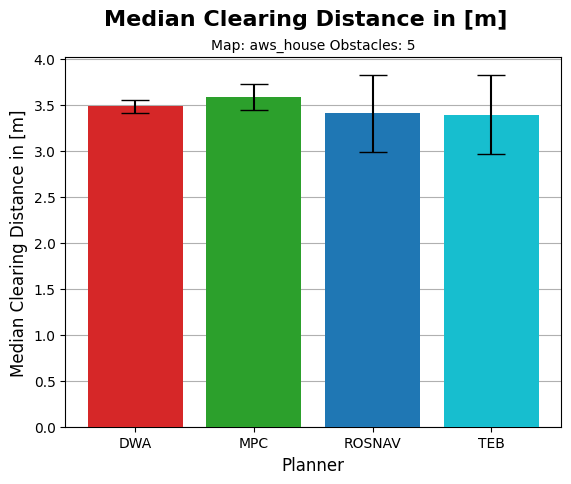 Median Clearing Distance in [m]
Map: aws_house Obstacles: 5
Median Clearing Distance in [m]
4.0
3.5
3.0
2.5
2.0
1.5
1.0
0.5
0.0
DWA MPC ROSNAV TEB
Planner